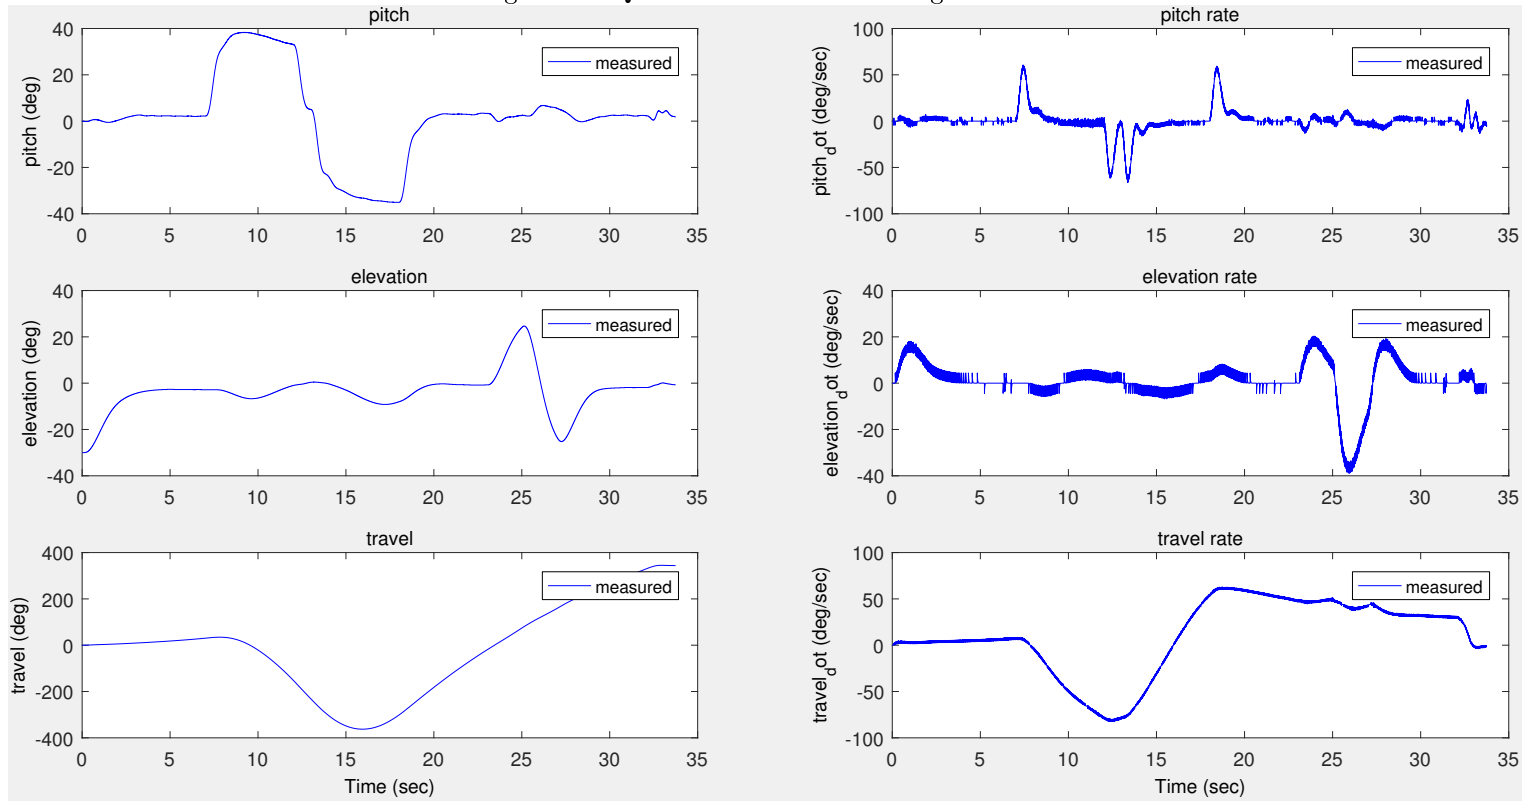 pitch
measured
pitch (deg)
40
20
0
-20
-40
0 5 10 15 20 25 30 35
pitch rate
measured
pitch_dot (deg/sec)
100
50
0
-50
-100
0 5 10 15 20 25 30 35
elevation
measured
elevation (deg)
40
20
0
-20
-40
0 5 10 15 20 25 30 35
elevation rate
measured
elevation_dot (deg/sec)
40
20
0
-20
-40
0 5 10 15 20 25 30 35
travel
measured
travel (deg)
400
200
0
-200
-400
0 5 10 15 20 25 30 35
Time (sec)
travel rate
measured
travel_dot (deg/sec)
100
50
0
-50
-100
0 5 10 15 20 25 30 35
Time (sec)